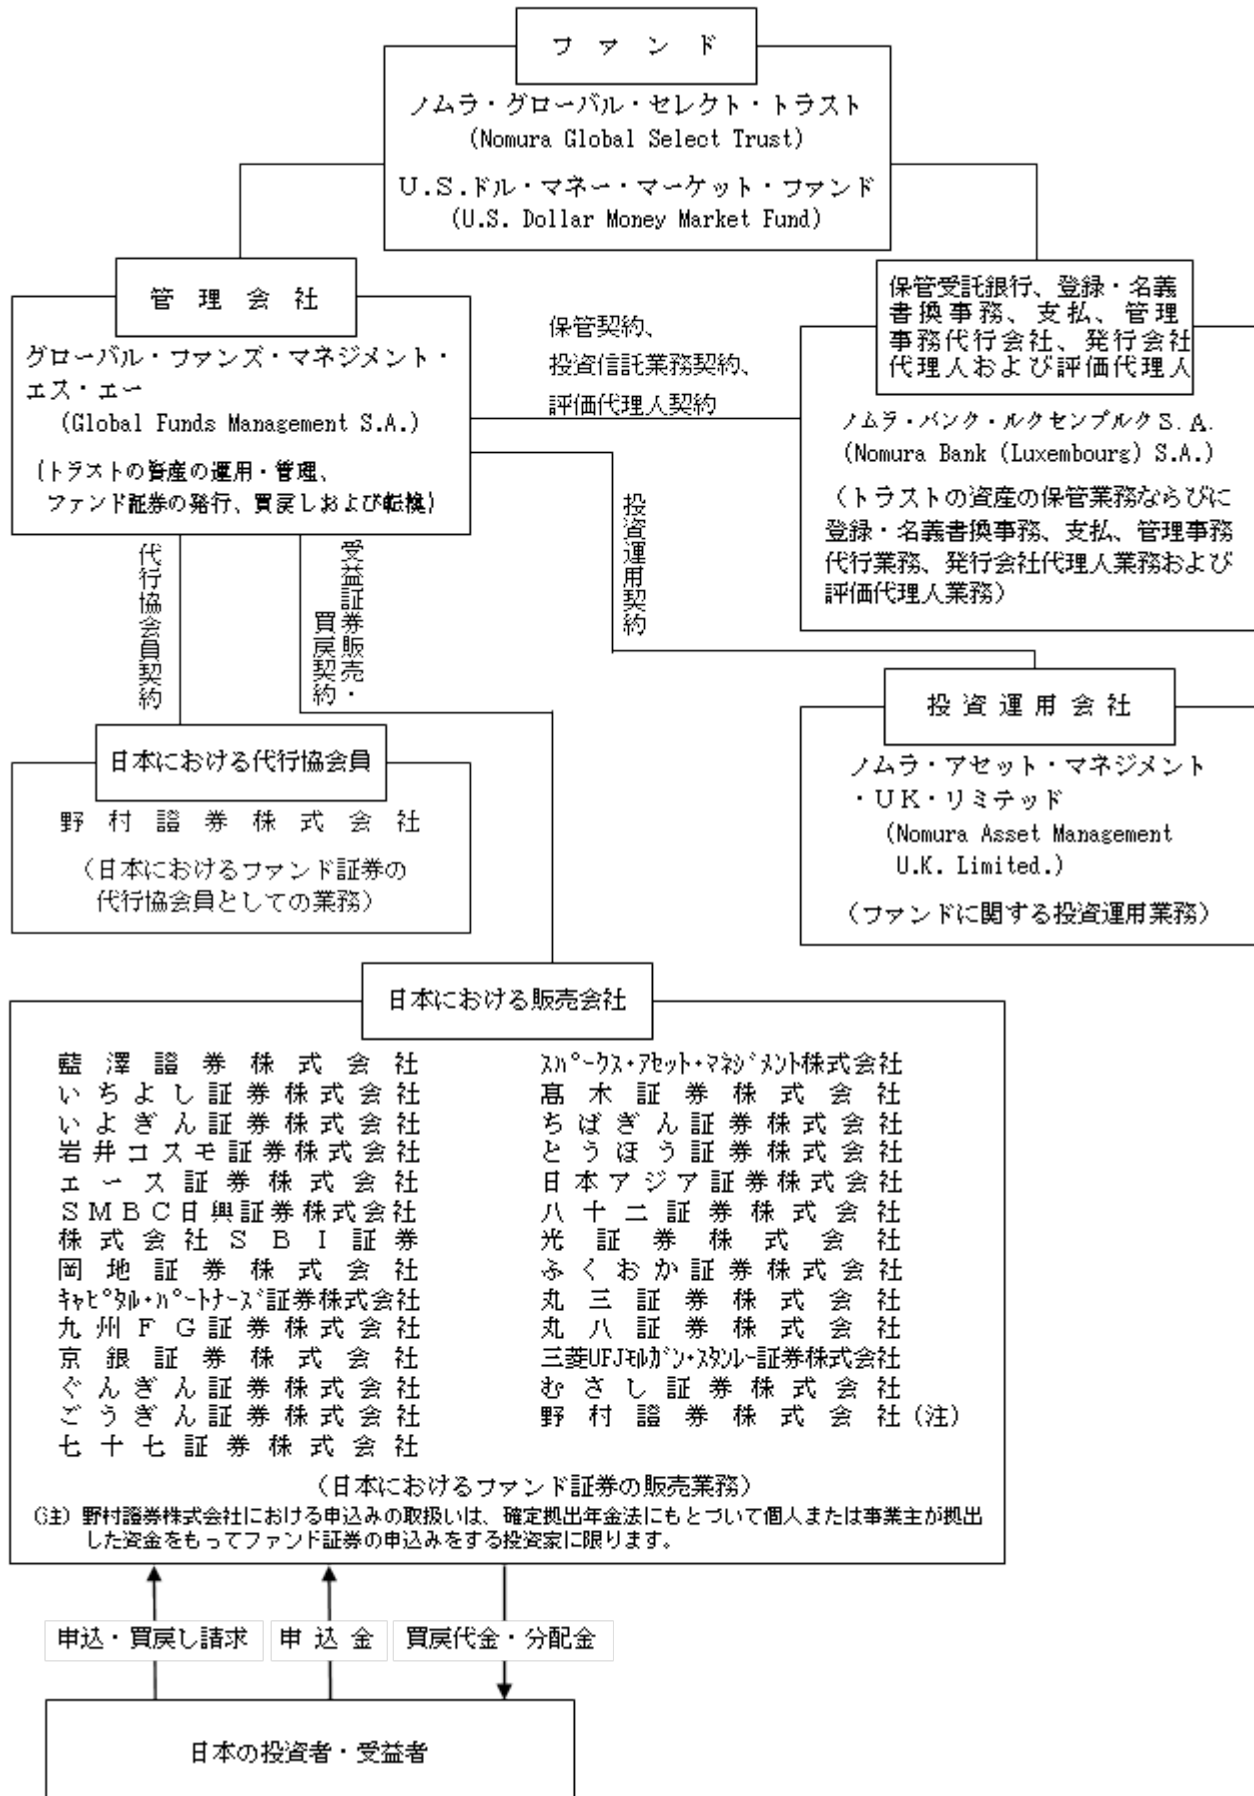 ファンド
ノムラ・グローバル・セレクト・トラスト
(Nomura Global Select Trust)
U.S.ドル・マネー・マーケット・ファンド
(U.S. Dollar Money Market Fund)
管理会社
グローバル・ファンズ・マネジメント・
エス・エー
(Global Funds Management S.A.)
(トラストの資産の運用・管理、
ファンド証券の発行、買戻しおよび転換)
保管契約、
投資信託業務契約、
評価代理人契約
保管受託銀行、登録・名義
書換事務、支払、管理
事務代行会社、発行会社
代理人および評価代理人
ノムラ・バンク・ルクセンブルクS.A.
(Nomura Bank (Luxembourg) S.A.)
(トラストの資産の保管業務ならびに
登録・名義書換事務、支払、管理事務
代行業務、発行会社代理人業務および
評価代理人業務)
代行協会員契約
受益証券販売・
買戻契約
投資運用契約
投資運用会社
ノムラ・アセット・マネジメント
・UK・リミテッド
(Nomura Asset Management
U.K. Limited.)
(ファンドに関する投資運用業務)
日本における代行協会員
野村證券株式会社
(日本におけるファンド証券の
代行協会員としての業務)
日本における販売会社
藍澤證券株式会社
いちよし証券株式会社
いよぎん証券株式会社
岩井コスモ証券株式会社
エース証券株式会社
SMBC日興証券株式会社
株式会社SBI証券
岡地証券株式会社
ｷｬﾋﾟﾀﾙ･ﾊﾟｰﾄﾅｰｽﾞ証券株式会社
九州FG証券株式会社
京銀証券株式会社
ぐんぎん証券株式会社
ごうぎん証券株式会社
七十七証券株式会社
ｽﾊﾟｰｸｽ･ｱｾｯﾄ･ﾏﾈｼﾞﾒﾝﾄ株式会社
髙木証券株式会社
ちばぎん証券株式会社
とうほう証券株式会社
日本アジア証券株式会社
八十二証券株式会社
光証券株式会社
ふくおか証券株式会社
丸三証券株式会社
丸八証券株式会社
三菱UFJﾓﾙｶﾞﾝ･ｽﾀﾝﾚｰ証券株式会社
むさし証券株式会社
野村證券株式会社(注)
(日本におけるファンド証券の販売業務)
(注) 野村證券株式会社における申込みの取扱いは、確定拠出年金法にもとづいて個人または事業主が拠出
した資金をもってファンド証券の申込みをする投資家に限ります。
申込・買戻し請求
申込金
買戻代金・分配金
日本の投資者・受益者